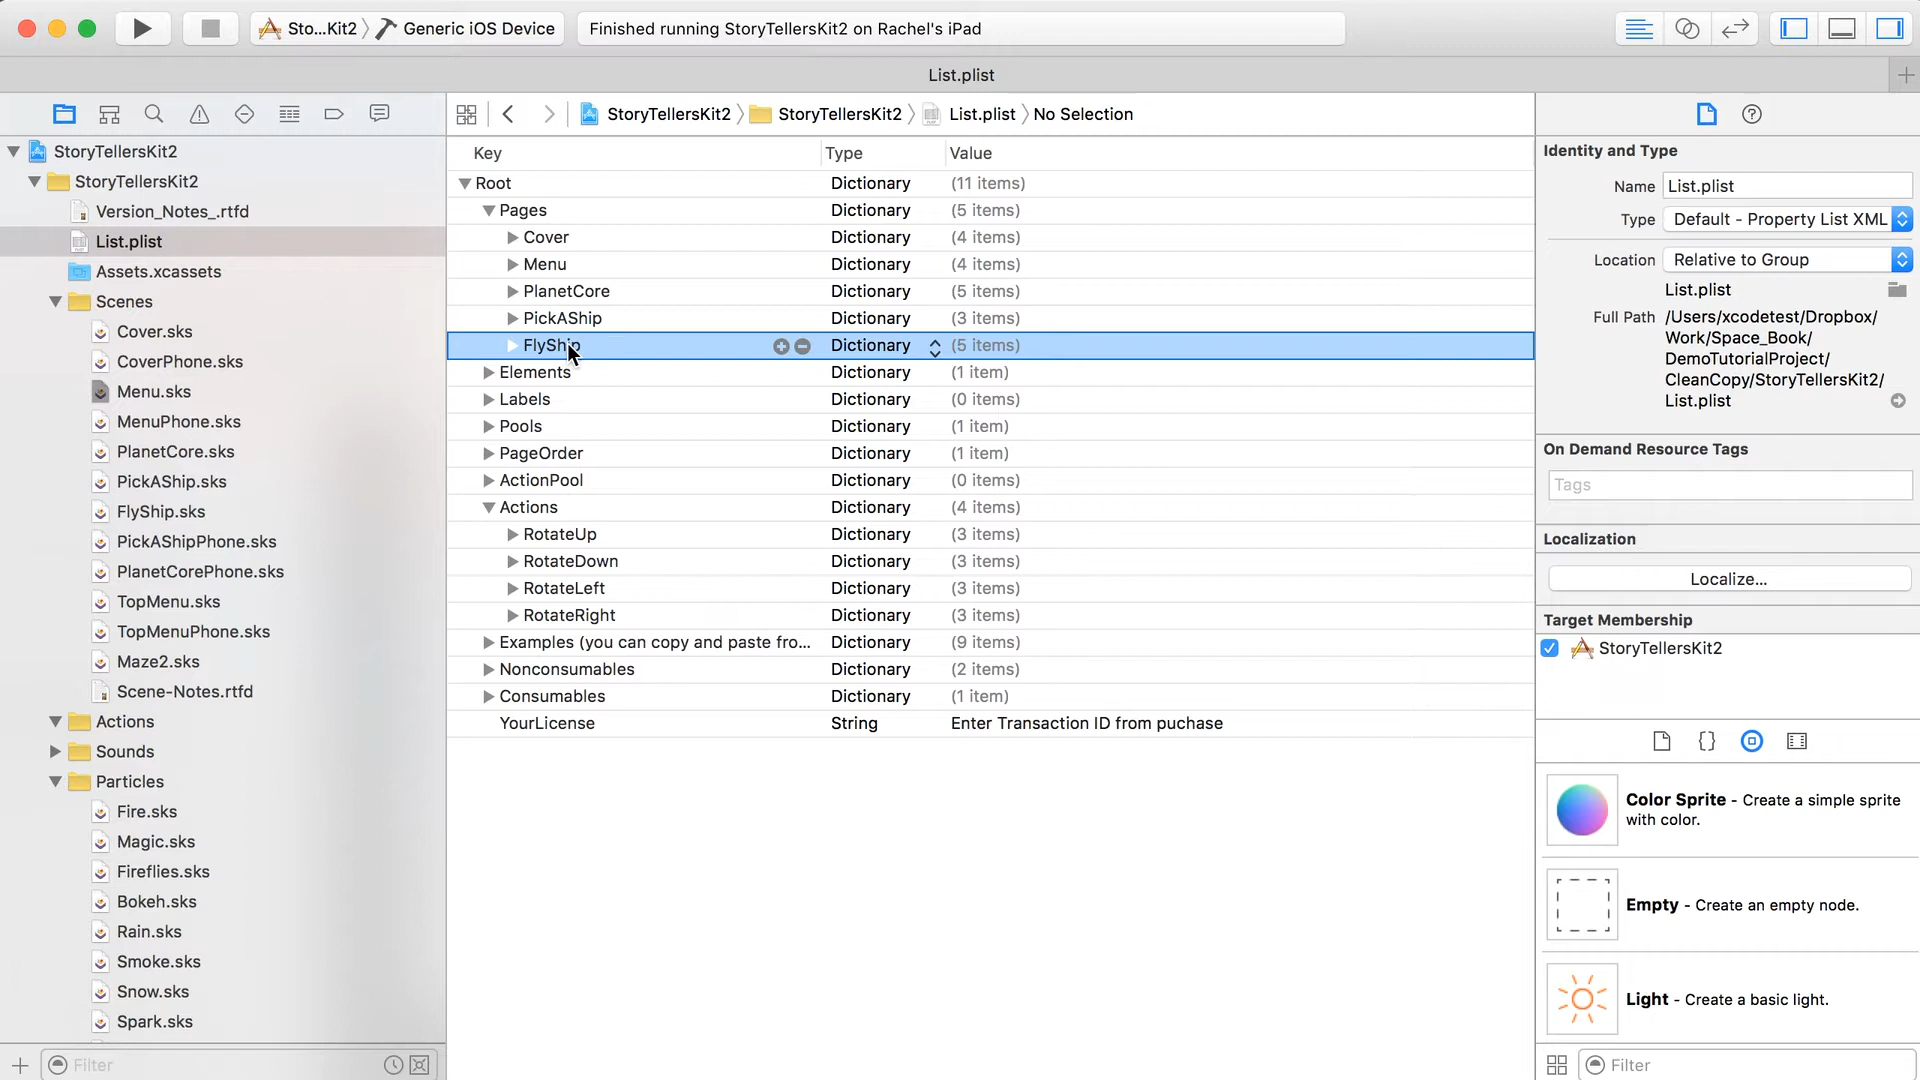 Sto...Kit2
Generic iOS Device
Finished running StoryTellersKit2 on Rachel's iPad
List.plist
StoryTellersKit2
StoryTellersKit2
List.plist
No Selection
StoryTellersKit2
StoryTellersKit2
Version_Notes_.rtfd
List.plist
Assets.xcassets
Scenes
Cover.sks
CoverPhone.sks
Menu.sks
MenuPhone.sks
PlanetCore.sks
PickAShip.sks
FlyShip.sks
PickAShipPhone.sks
PlanetCorePhone.sks
TopMenu.sks
TopMenuPhone.sks
Maze2.sks
Scene-Notes.rtfd
Actions
Sounds
Particles
Fire.sks
Magic.sks
Fireflies.sks
Bokeh.sks
Rain.sks
Smoke.sks
Snow.sks
Spark.sks
Filter
Key Type Value
Root Dictionary (11 items)
Pages Dictionary (5 items)
Cover Dictionary (4 items)
Menu Dictionary (4 items)
PlanetCore Dictionary (5 items)
PickAShip Dictionary (3 items)
FlyShip Dictionary (5 items)
Elements Dictionary (1 item)
Labels Dictionary (0 items)
Pools Dictionary (1 item)
PageOrder Dictionary (1 item)
ActionPool Dictionary (0 items)
Actions Dictionary (4 items)
RotateUp Dictionary (3 items)
RotateDown Dictionary (3 items)
RotateLeft Dictionary (3 items)
RotateRight Dictionary (3 items)
Examples (you can copy and paste fro... Dictionary (9 items)
Nonconsumables Dictionary (2 items)
Consumables Dictionary (1 item)
YourLicense String Enter Transaction ID from puchase
Identity and Type
Name List.plist
Type Default - Property List XML
Location Relative to Group
List.plist
Full Path /Users/xcodetest/Dropbox/
Work/Space_Book/
DemoTutorialProject/
CleanCopy/StoryTellersKit2/
List.plist
On Demand Resource Tags
Tags
Localization
Localize...
Target Membership
StoryTellersKit2
{}
Color Sprite - Create a simple sprite
with color.
Empty - Create an empty node.
Light - Create a basic light.
Filter